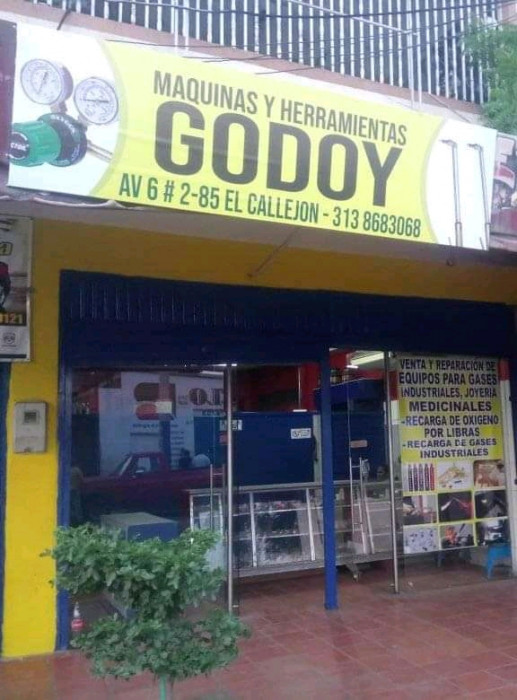 MAQUINAS Y HERRAMIENTAS
GODOY
AV 6 # 2-85 EL CALLEJON - 313 8683068
VENTA Y REPARACIÓN DE
EQUIPOS PARA GASES
INDUSTRIALES, JOYERIA
MEDICINALES
-RECARGA DE OXIGENO
POR LIBRAS
-RECARGA DE GASES
INDUSTRIALES